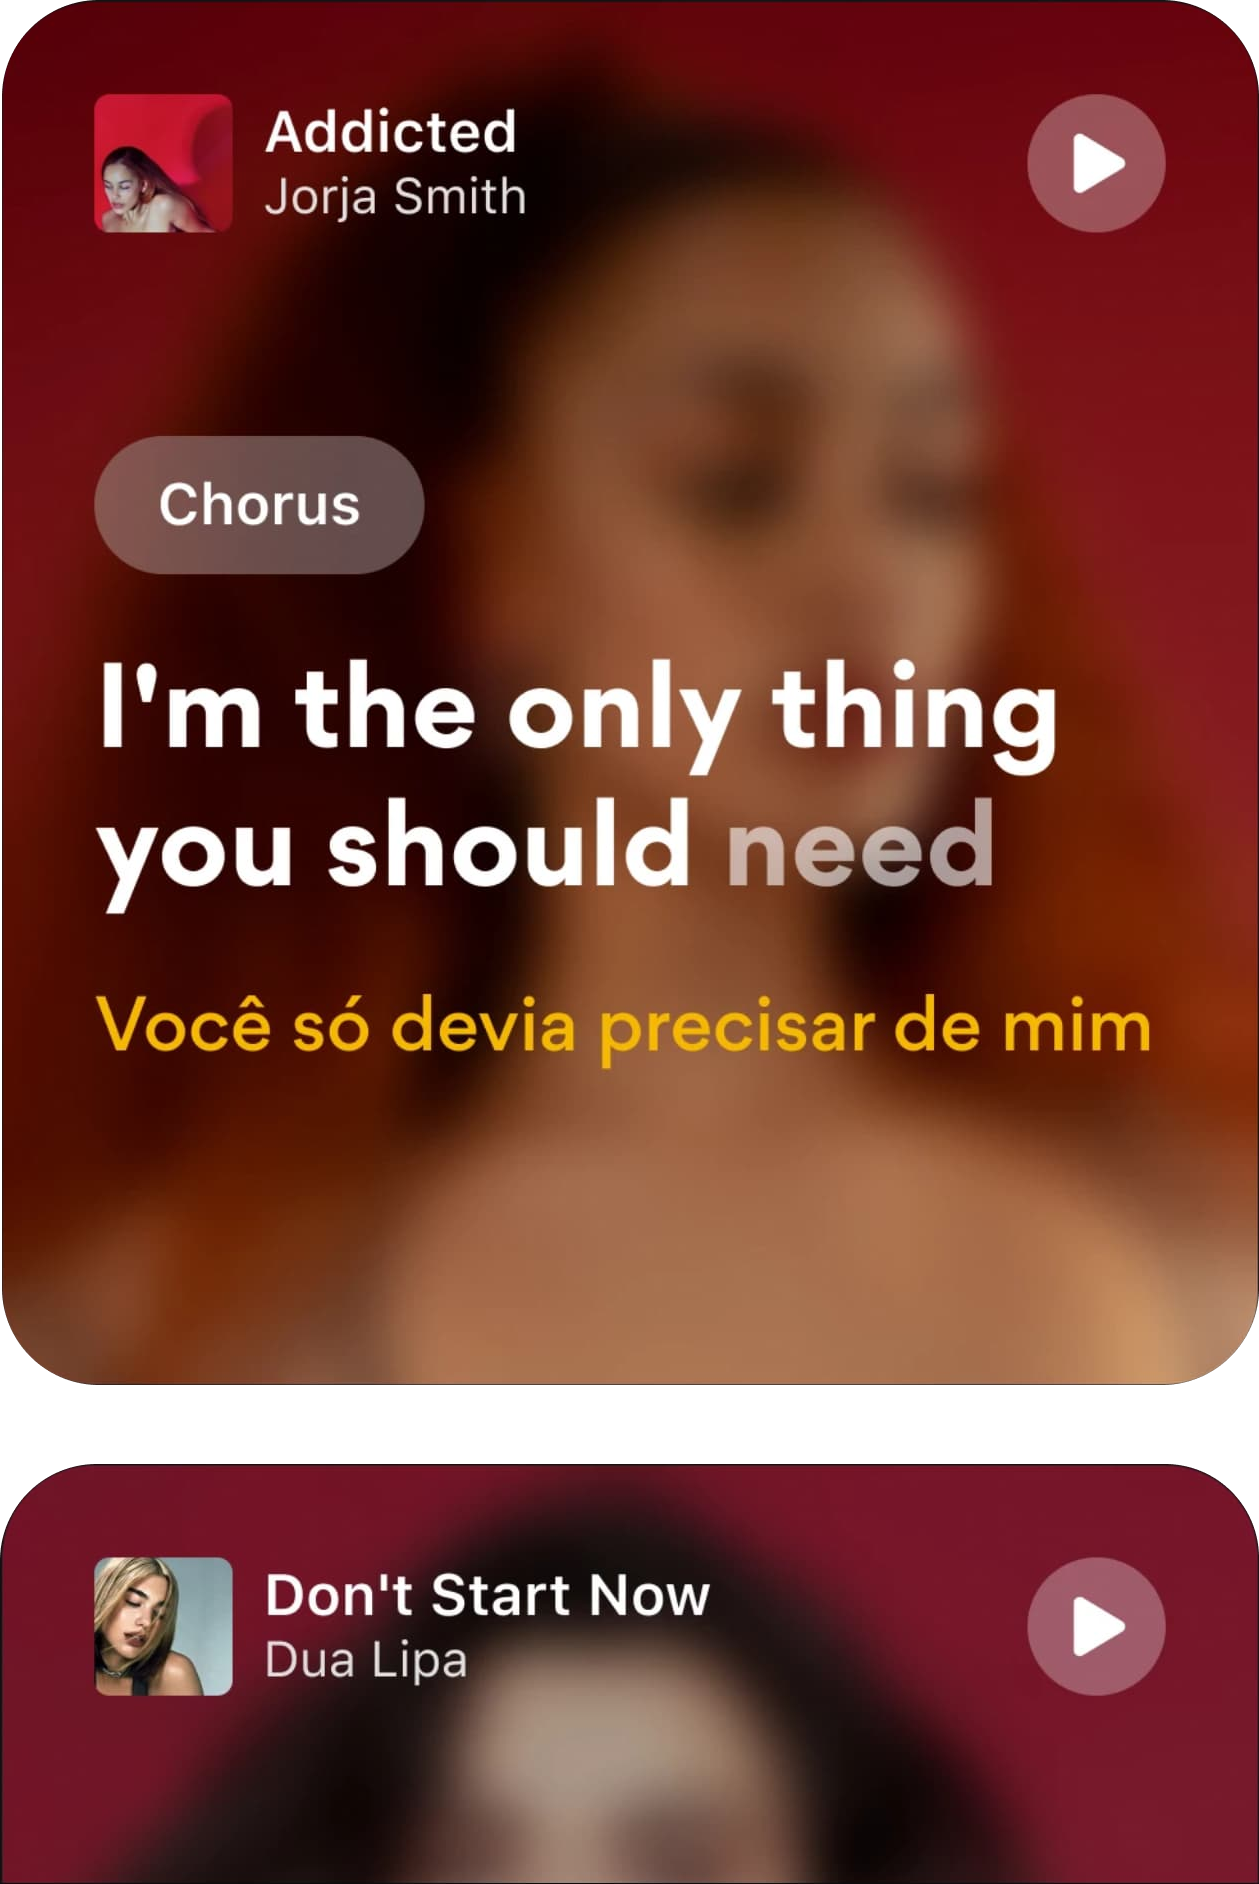 Addicted
Jorja Smith
Chorus
I'm the only thing
you should need
Você só devia precisar de mim
Don't Start Now
Dua Lipa